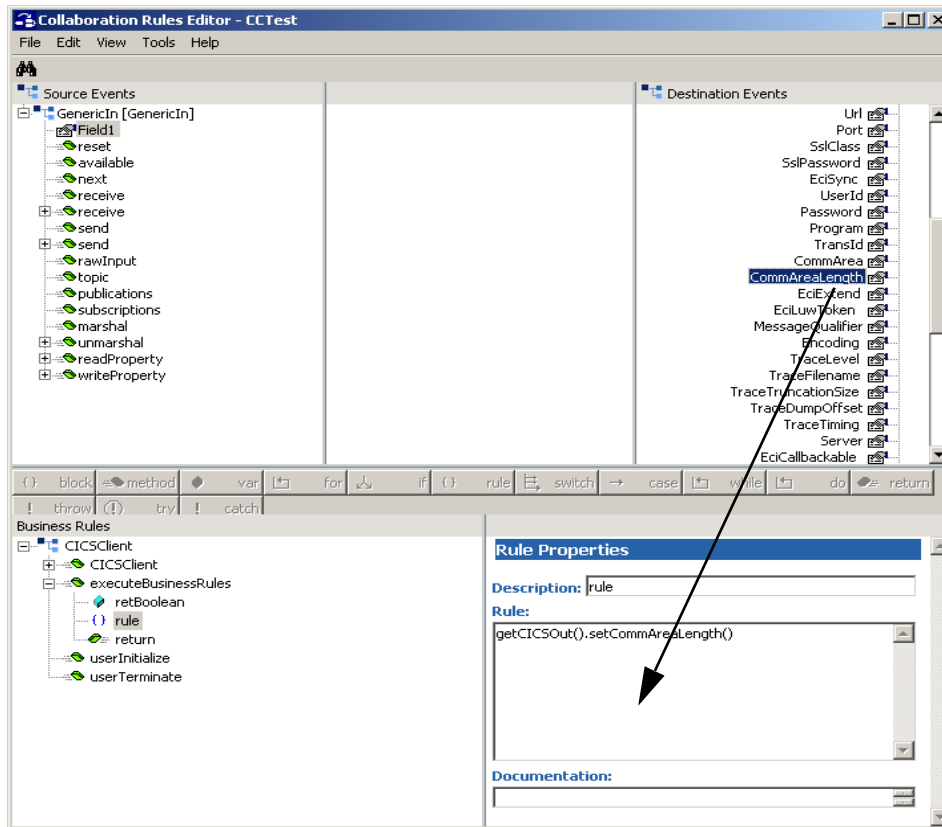 Collaboration Rules Editor - CCTest
File Edit View Tools Help
Source Events
GenericIn [GenericIn]
Field1
reset
available
next
receive
receive
send
send
rawInput
topic
publications
subscriptions
marshal
unmarshal
readProperty
writeProperty
Destination Events
Url
Port
SslClass
SslPassword
EciSync
UserId
Password
Program
TransId
CommArea
CommAreaLength
EciExtend
EciLuwToken
MessageQualifier
Encoding
TraceLevel
TraceFilename
TraceTruncationSize
TraceDumpOffset
TraceTiming
Server
EciCallbackable
{} block method var for if {} rule switch case while do return
! throw (!) try ! catch
Business Rules
CICSClient
CICSClient
executeBusinessRules
retBoolean
{} rule
return
userInitialize
userTerminate
Rule Properties
Description: rule
Rule:
getCICSOut().setCommAreaLength()
Documentation: